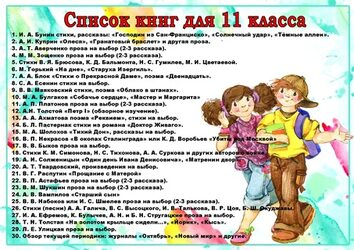 Список книг для 11 класса
1. И. А. Бунин стихи, рассказы: «Господин из Сан-Франциско», «Солнечный удар», «Тёмные аллеи».
2. А. И. Куприн «Олеся», «Гранатовый браслет» и другая проза.
3. А. Т. Аверченко проза на выбор (2-3 рассказа).
4. М. М. Зощенко проза на выбор (2-3 рассказа).
5. Стихи В. Я. Брюсова, К. Д. Бальмонта, Н. С. Гумилева, М. И. Цветаевой.
6. М. Горький «На дне», «Старуха Изергиль».
7. А. А. Блок «Стихи о Прекрасной Даме», поэма «Двенадцать».
8. С. А. Есенин стихи на выбор.
9. В. В. Маяковский стихи, поэма «Облако в штанах».
10. М. А. Булгаков «Собачье сердце», «Мастер и Маргарита»
11. А. П. Платонов проза на выбор (2-3 рассказа).
12. А.Н. Толстой «Петр I» (обзорное изучение).
13. А. А. Ахматова поэма «Реквием», стихи на выбор.
14. Б. Л. Пастернак стихи из романа «Доктор Живаго».
15. М. А. Шолохов «Тихий Дон», рассказы на выбор.
16. В. П. Некрасов «В окопах Сталинграда» или К. Д. Воробьев «Убиты под Москвой»
17. В. В. Быков проза на выбор.
18. Стихи К. М. Симонова, Н. С. Тихонова, А. А. Суркова и других авторов
19. А. И. Солженицын «Один день Ивана Денисовича», «Матренин двор»
20. А. Т. Твардовский, произведения на выбор.
21. В. Г. Распутин «Прощание с Матерой»
22. В. П. Астафьев проза на выбор (2-3 рассказа).
23. В. М. Шукшин проза на выбор (2-3 рассказа).
24. А. В. Вампилов «Старший сын»
25. В. В. Набоков или И. С. Шмелев проза на выбор (2-3 рассказа).
26. Стихи (песни) А. А. Галича, В. С. Высоцкого, И. В. Талькова, В. Р. Цоя, Б. Ш. Окуджавы.
27. И. А. Ефремов, К. Булычев, А. Н. и Б. Н. Стругацкие проза на выбор.
28. Т. Н. Толстая «На золотом крыльце сидели...», «Йорик», «Кысь».
29. Л. Е. Улицкая проза на выбор.
30. Обзор текущей периодики: журналы «Октябрь», «Новый мир» и другие.